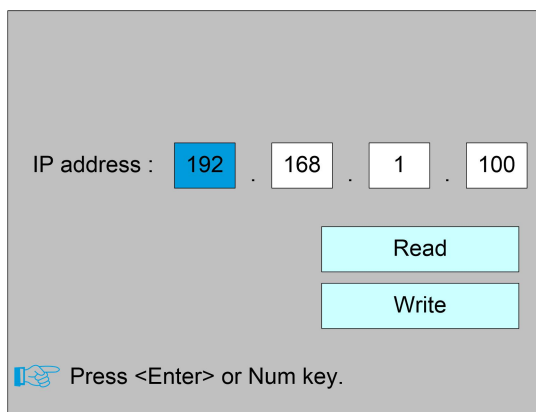 IP address : 192 . 168 . 1 . 100
Read
Write
Press <Enter> or Num key.